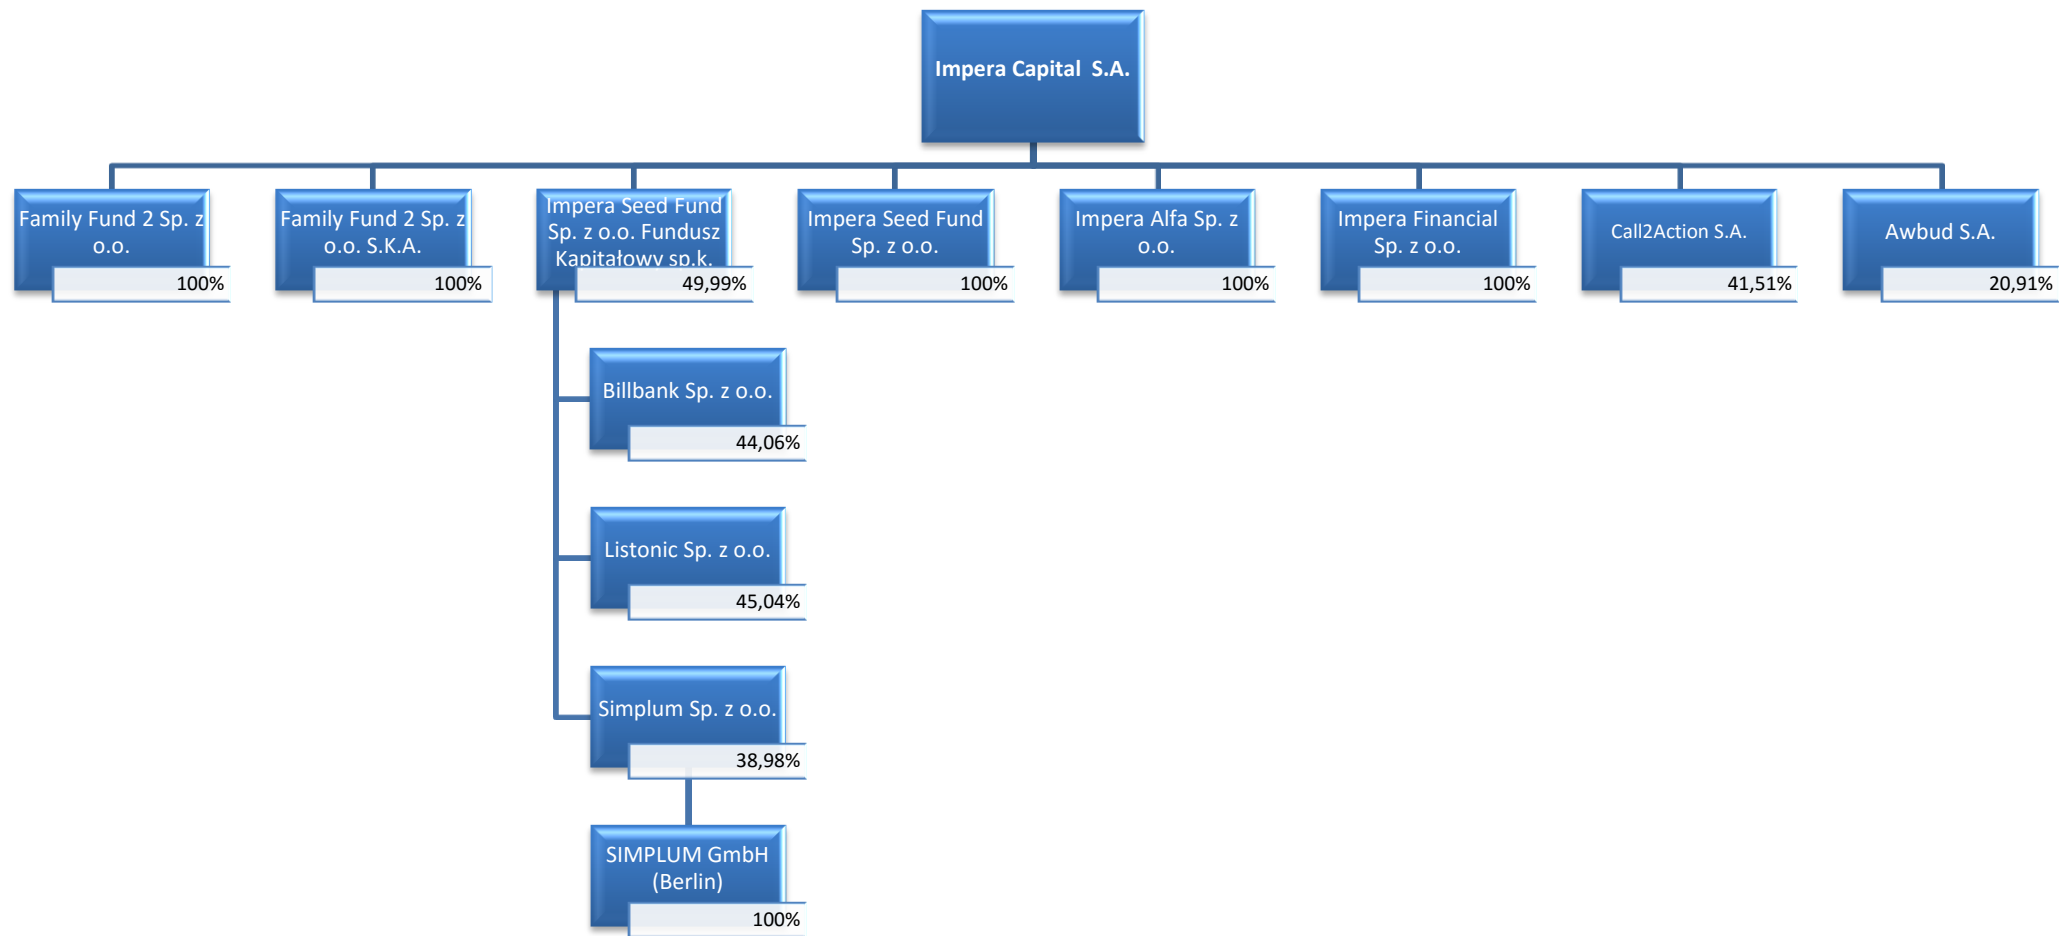 Impera Capital S.A.
Family Fund 2 Sp. z
o.o.
100%
Family Fund 2 Sp. z
o.o. S.K.A.
100%
Impera Seed Fund
Sp. z o.o. Fundusz
Kapitałowy sp.k.
49,99%
Impera Seed Fund
Sp. z o.o.
100%
Impera Alfa Sp. z
o.o.
100%
Impera Financial
Sp. z o.o.
100%
Call2Action S.A.
41,51%
Awbud S.A.
20,91%
Billbank Sp. z o.o.
44,06%
Listonic Sp. z o.o.
45,04%
Simplum Sp. z o.o.
38,98%
SIMPLUM GmbH
(Berlin)
100%